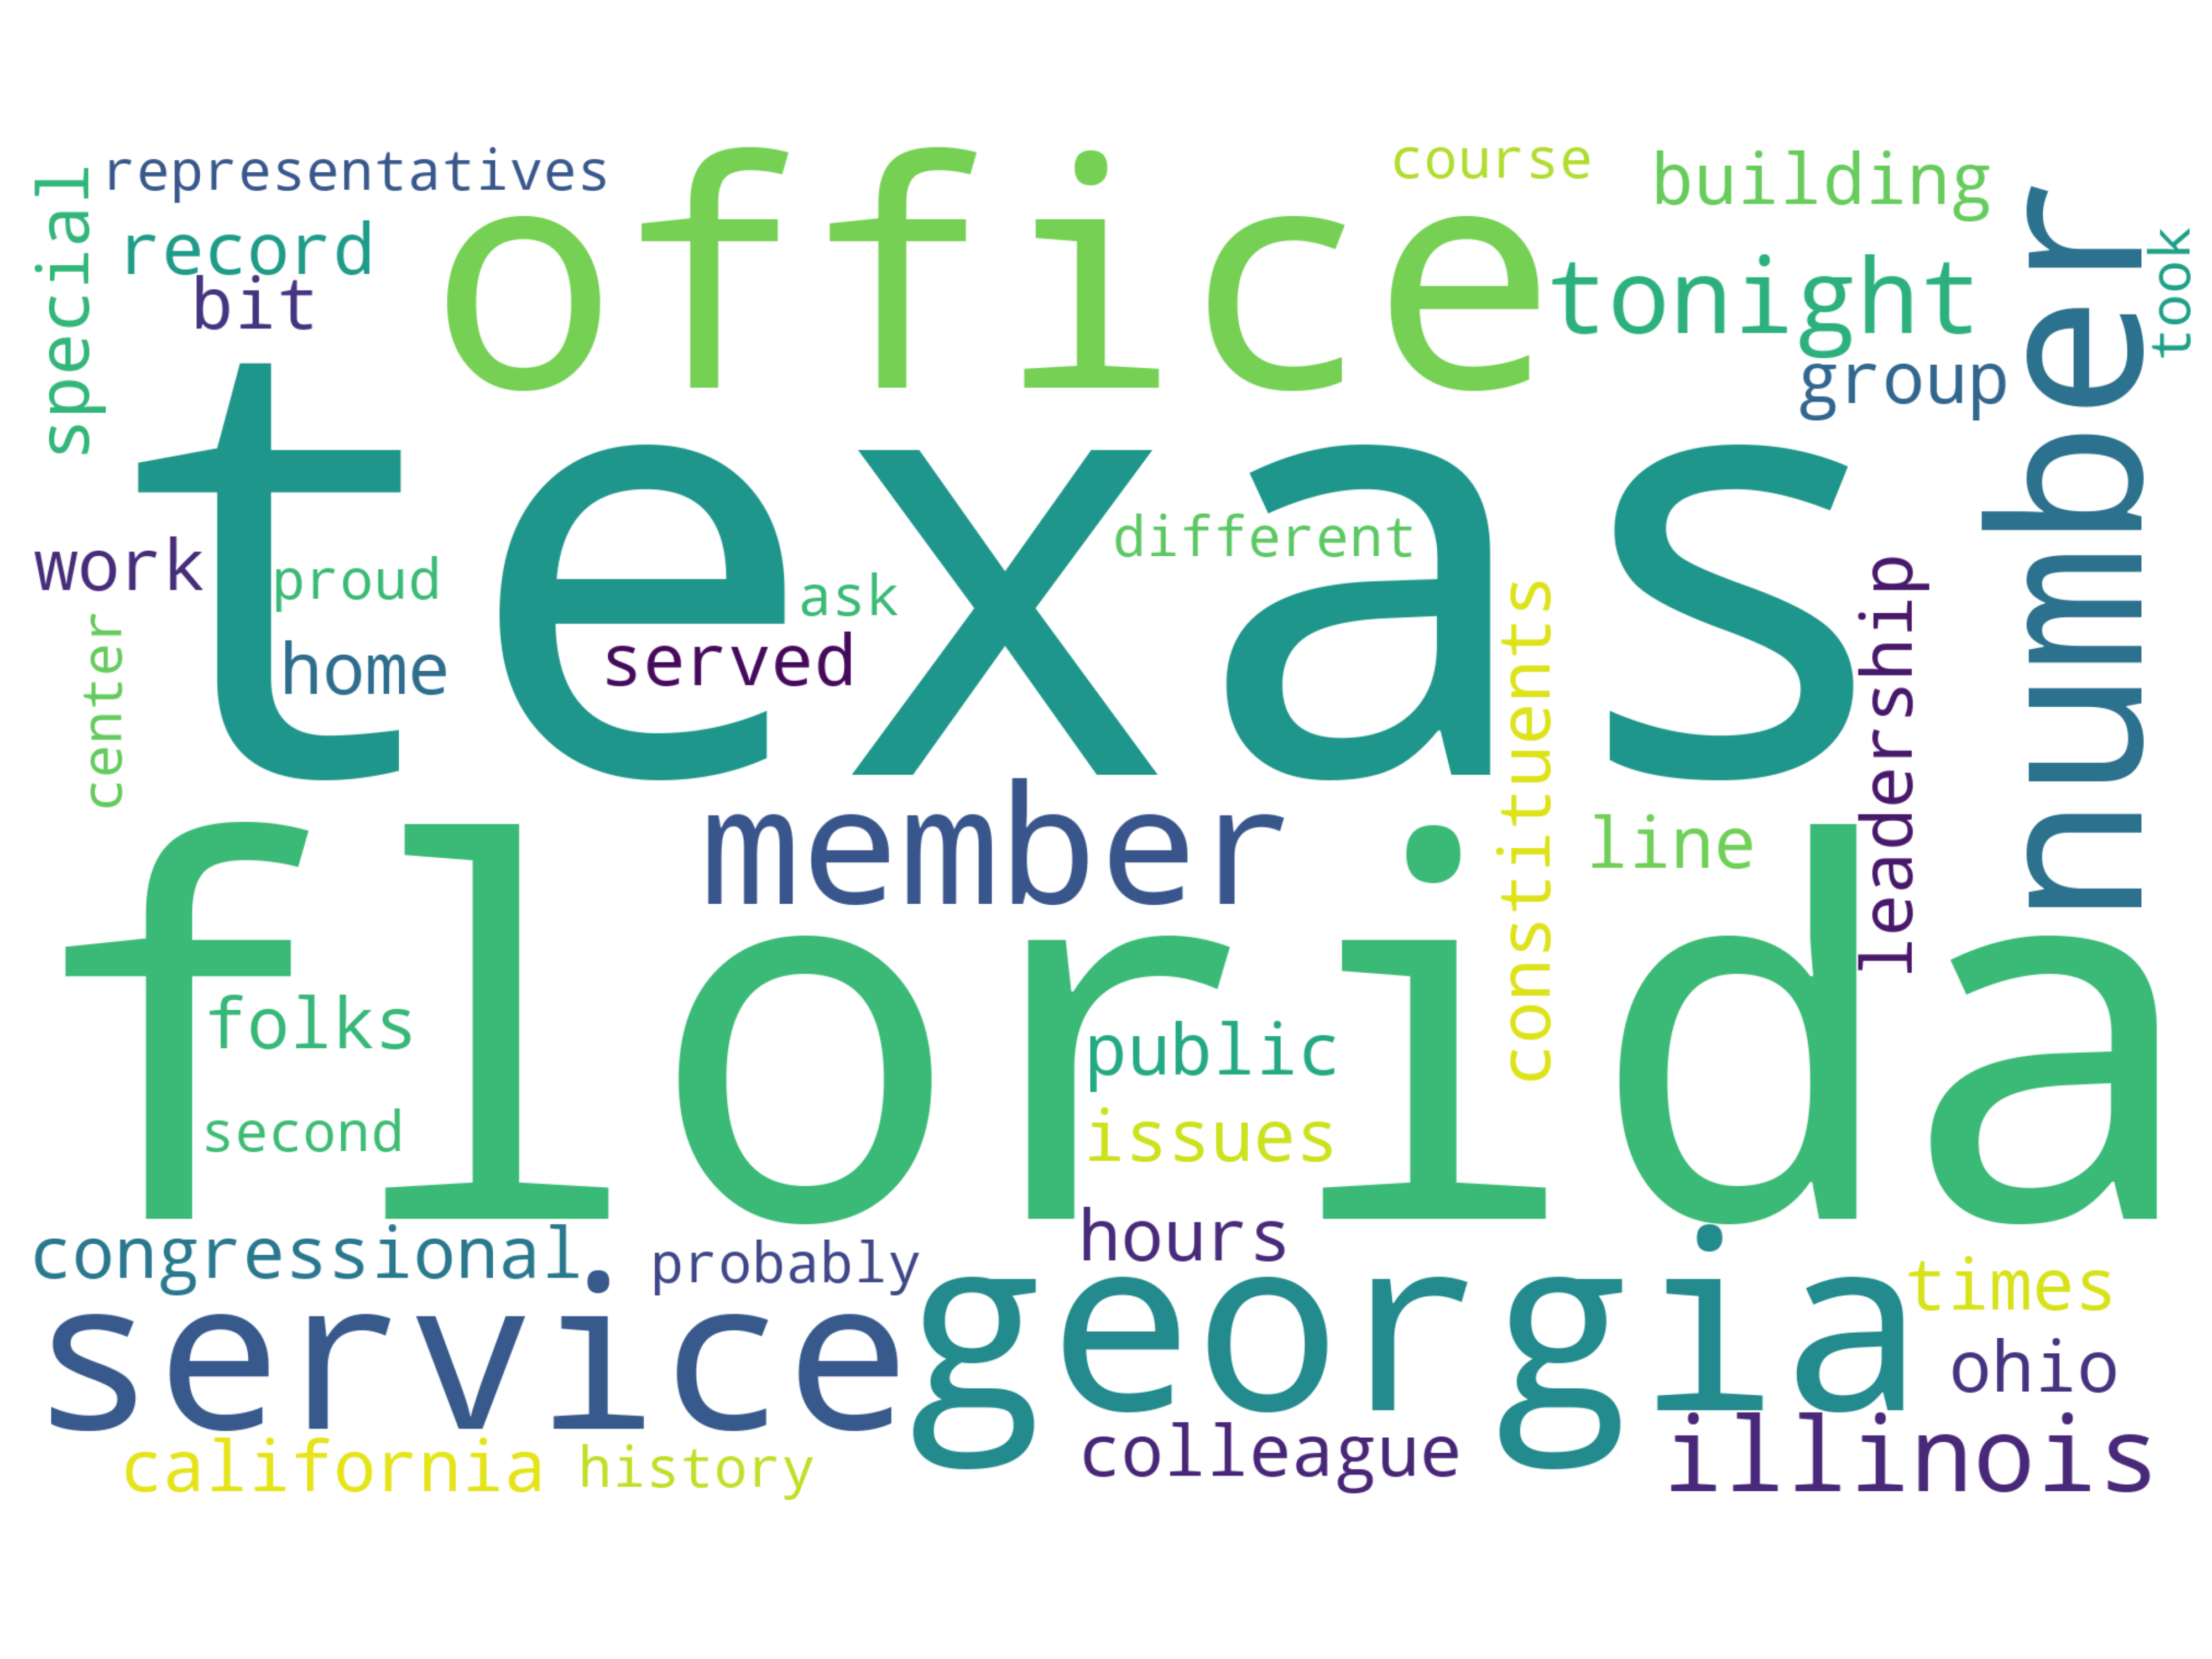 representatives
course
building
special
record
office
tonight
number
took
bit
group
texas
different
work
proud
ask
constituents
leadership
home
served
center
member
line
florida
folks
public
second
issues
hours
congressional
probably
georgia
times
service
ohio
california
history
colleague
illinois